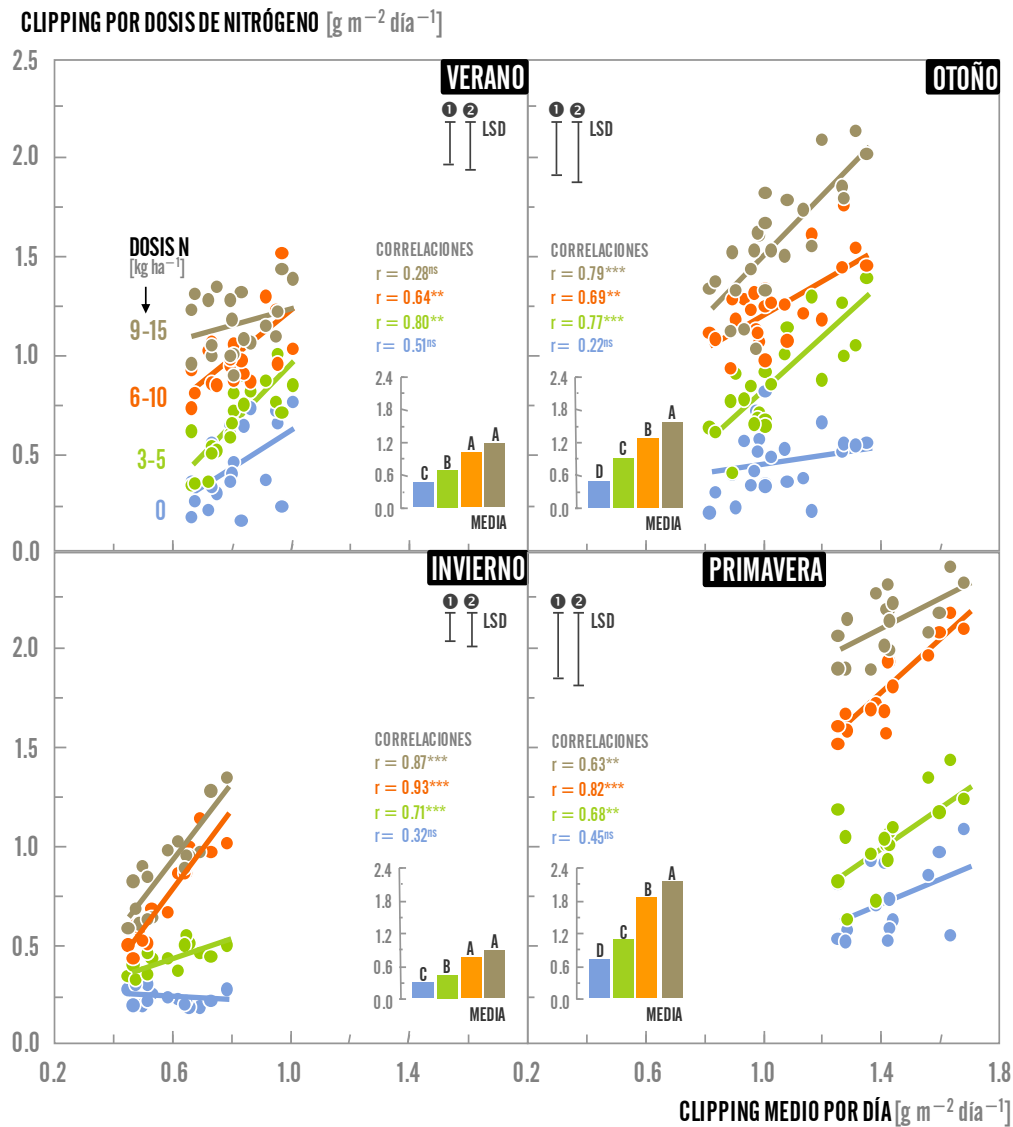 CLIPPING POR DOSIS DE NITRÓGENO [g m−2 día−1]
VERANO
OTOÑO
2.5
2.0
1.5
1.0
0.5
0.0
❶ ❷ LSD
DOSIS N
[kg ha−1]
9-15
6-10
3-5
0
CORRELACIONES
r = 0.28ns
r = 0.64**
r = 0.80**
r = 0.51ns
2.4
1.8
1.2
0.6
0.0
C B A A
MEDIA
❶ ❷ LSD
CORRELACIONES
r = 0.79***
r = 0.69**
r = 0.77***
r = 0.22ns
2.4
1.8
1.2
0.6
0.0
D C B A
MEDIA
INVIERNO
PRIMAVERA
2.0
1.5
1.0
0.5
0.0
❶ ❷ LSD
CORRELACIONES
r = 0.87***
r = 0.93***
r = 0.71***
r= 0.32ns
2.4
1.8
1.2
0.6
0.0
C B A A
MEDIA
❶ ❷ LSD
CORRELACIONES
r = 0.63**
r = 0.82***
r = 0.68**
r = 0.45ns
2.4
1.8
1.2
0.6
0.0
D C B A
MEDIA
0.2 0.6 1.0 1.4 0.2 0.6 1.0 1.4 1.8
CLIPPING MEDIO POR DÍA [g m−2 día−1]